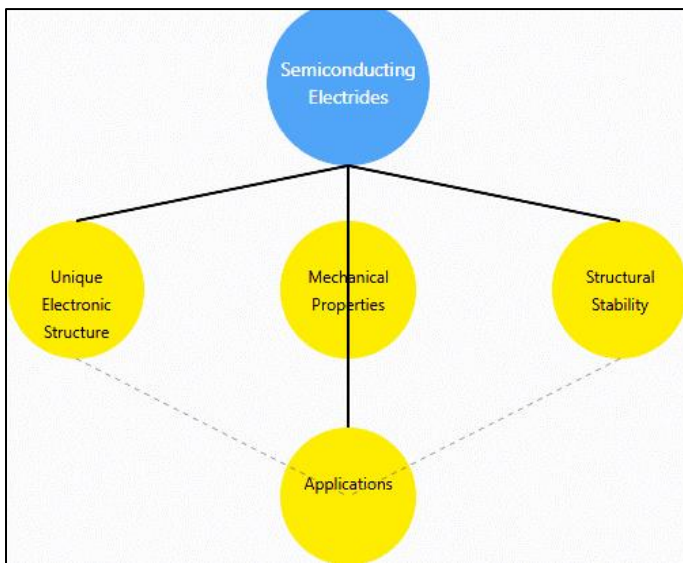 Semiconducting
Electrides
Unique
Electronic
Structure
Mechanical
Properties
Structural
Stability
Applications